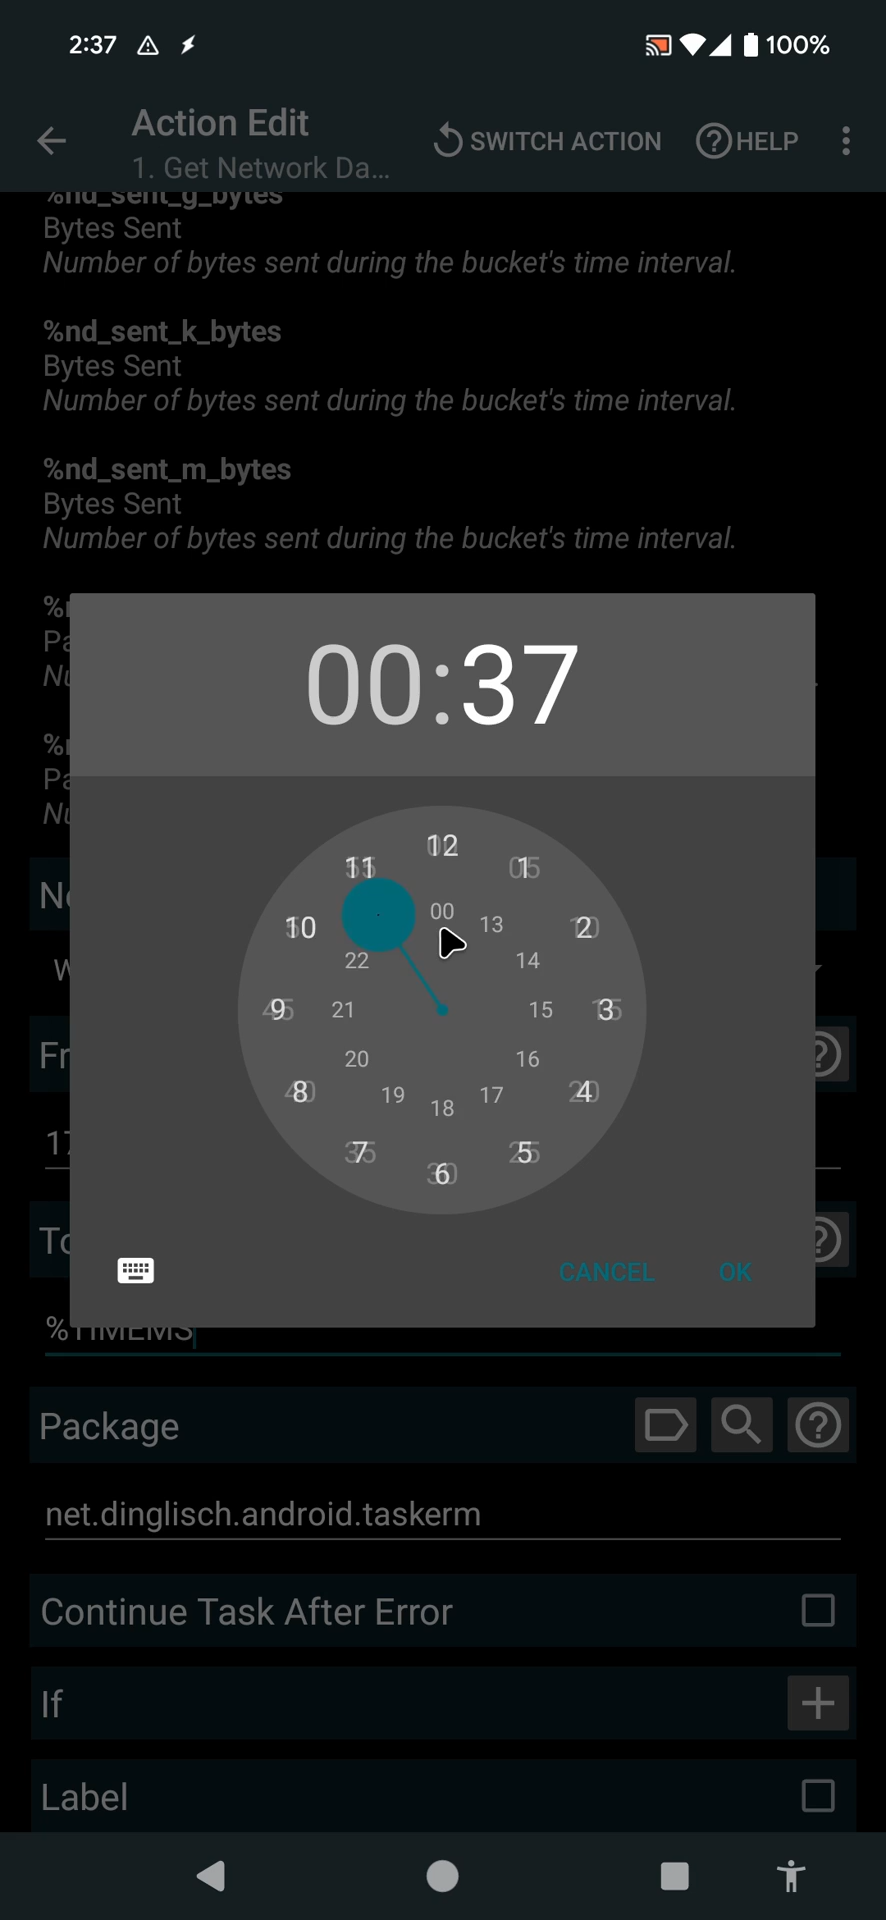 2:37
100%
Action Edit
1. Get Network Da...
SWITCH ACTION
HELP
%nd_sent_g_bytes
Bytes Sent
Number of bytes sent during the bucket's time interval.
%nd_sent_k_bytes
Bytes Sent
Number of bytes sent during the bucket's time interval.
%nd_sent_m_bytes
Bytes Sent
Number of bytes sent during the bucket's time interval.
00:37
12
11
1
00
13
10
2
22
14
9
21
15
3
20
16
8
19
17
4
18
7
5
6
CANCEL
OK
%TIMEMS
Package
net.dinglisch.android.taskerm
Continue Task After Error
If
Label